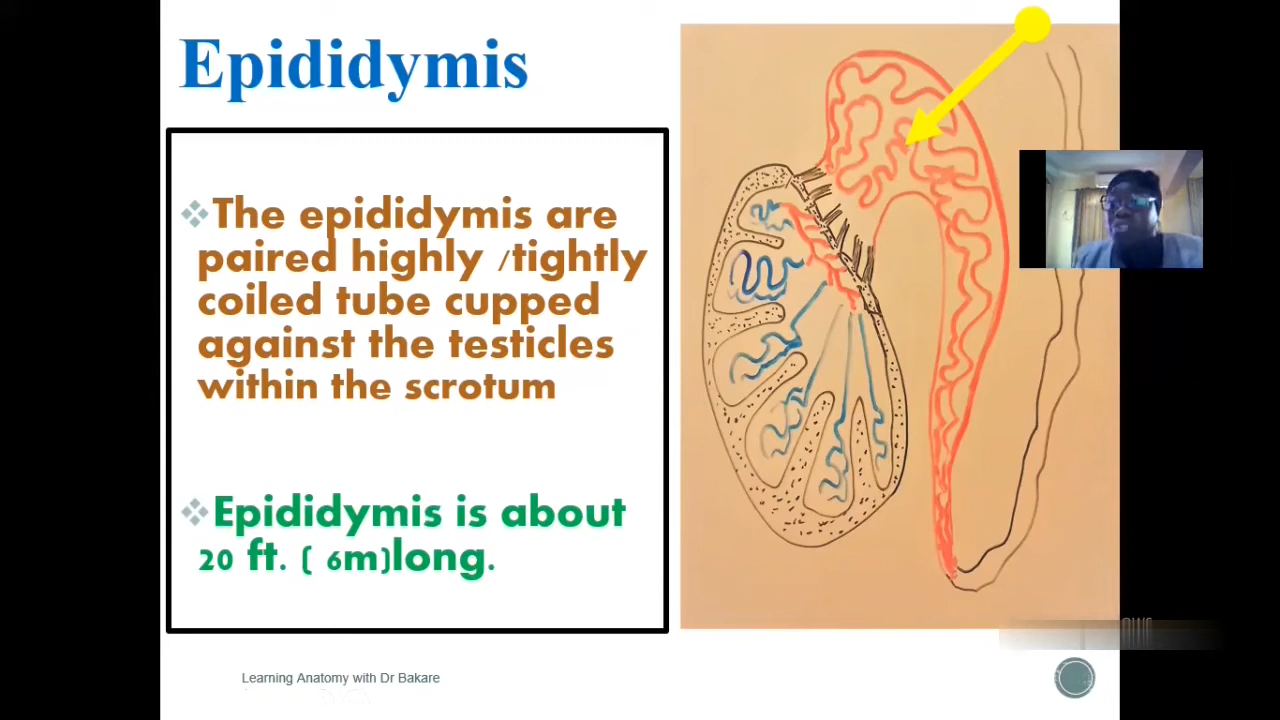 Epididymis
The epididymis are
paired highly /tightly
coiled tube cupped
against the testicles
within the scrotum
Epididymis is about
20 ft. ( 6m)long.
Learning Anatomy with Dr Bakare